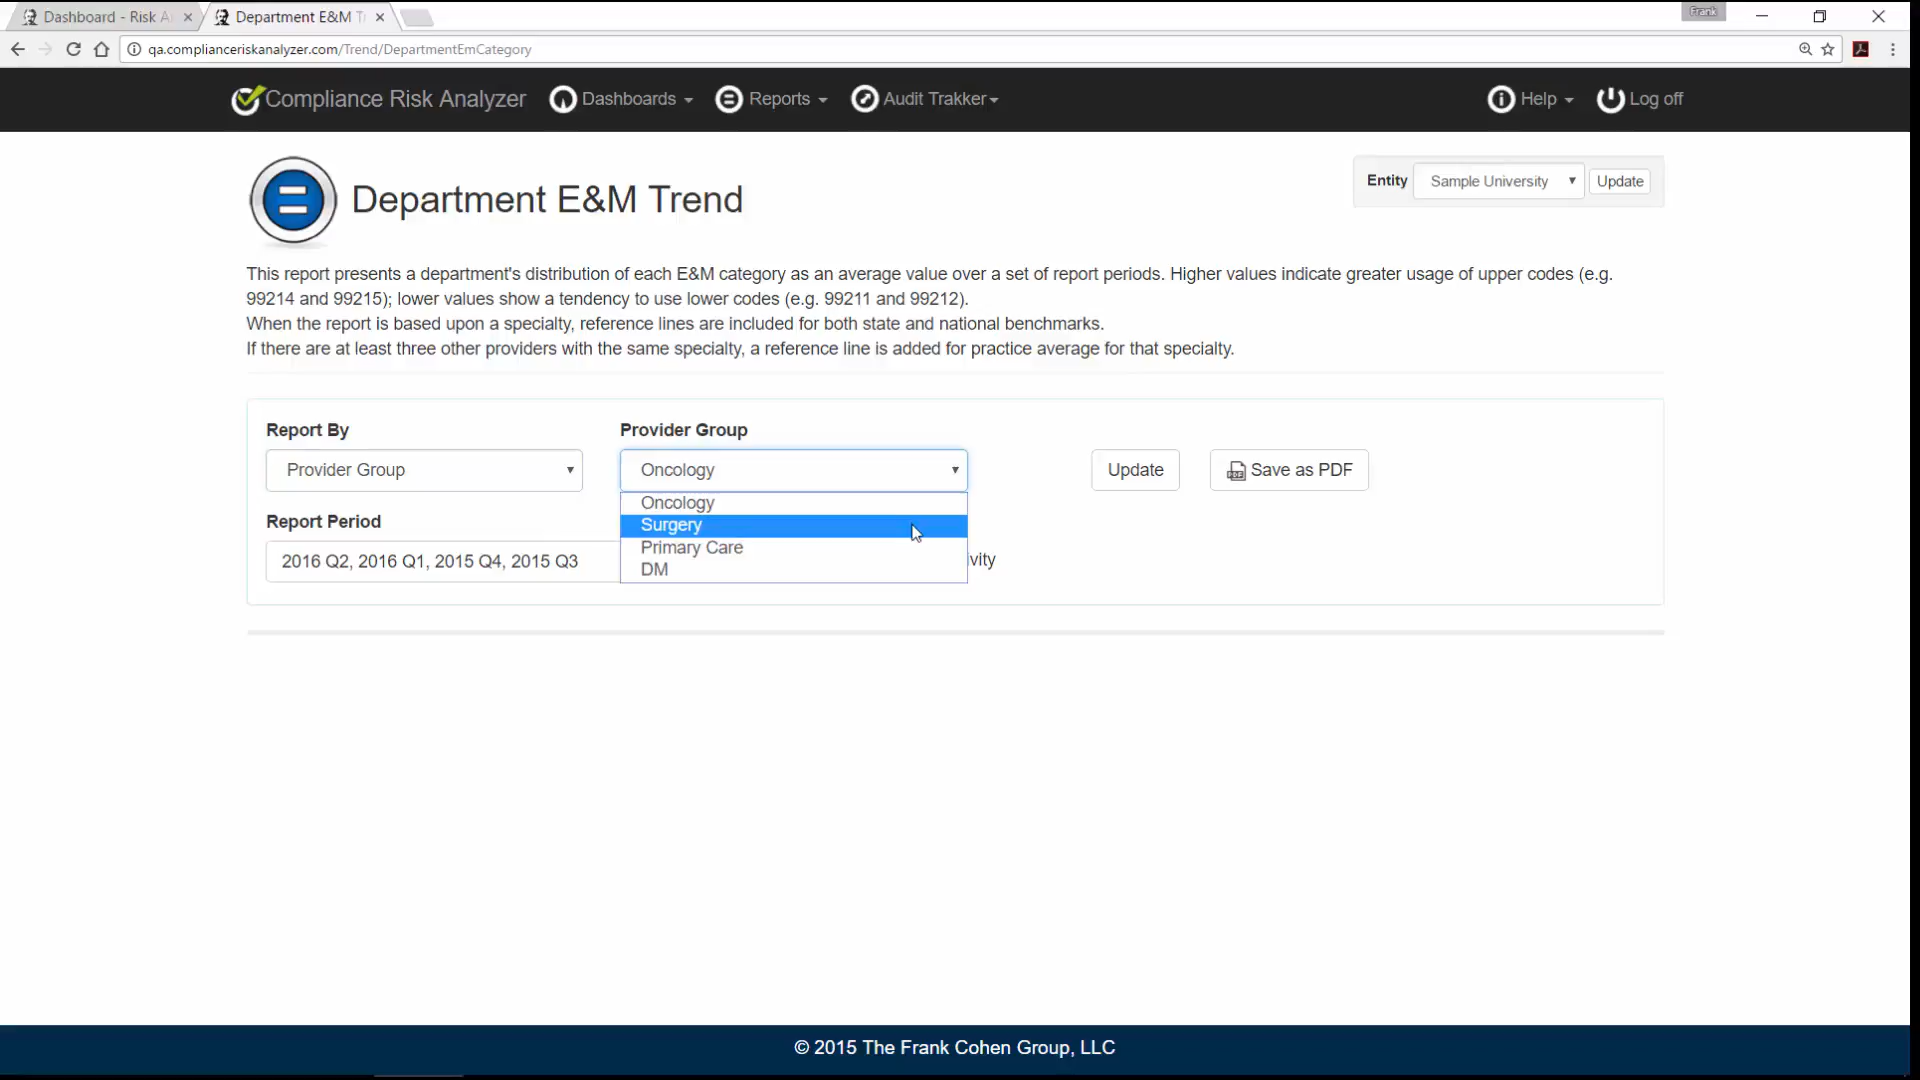 Dashboard - Risk A
Department E&M T
Frank
qa.complianceriskanalyzer.com/Trend/DepartmentEmCategory
Compliance Risk Analyzer
Dashboards
Reports
Audit Trakker
Help
Log off
Department E&M Trend
Entity
Sample University
Update
This report presents a department's distribution of each E&M category as an average value over a set of report periods. Higher values indicate greater usage of upper codes (e.g.
99214 and 99215); lower values show a tendency to use lower codes (e.g. 99211 and 99212).
When the report is based upon a specialty, reference lines are included for both state and national benchmarks.
If there are at least three other providers with the same specialty, a reference line is added for practice average for that specialty.
Report By
Provider Group
Provider Group
Oncology
Update
Save as PDF
Oncology
Surgery
Primary Care
DM
Report Period
2016 Q2, 2016 Q1, 2015 Q4, 2015 Q3
ivity
© 2015 The Frank Cohen Group, LLC